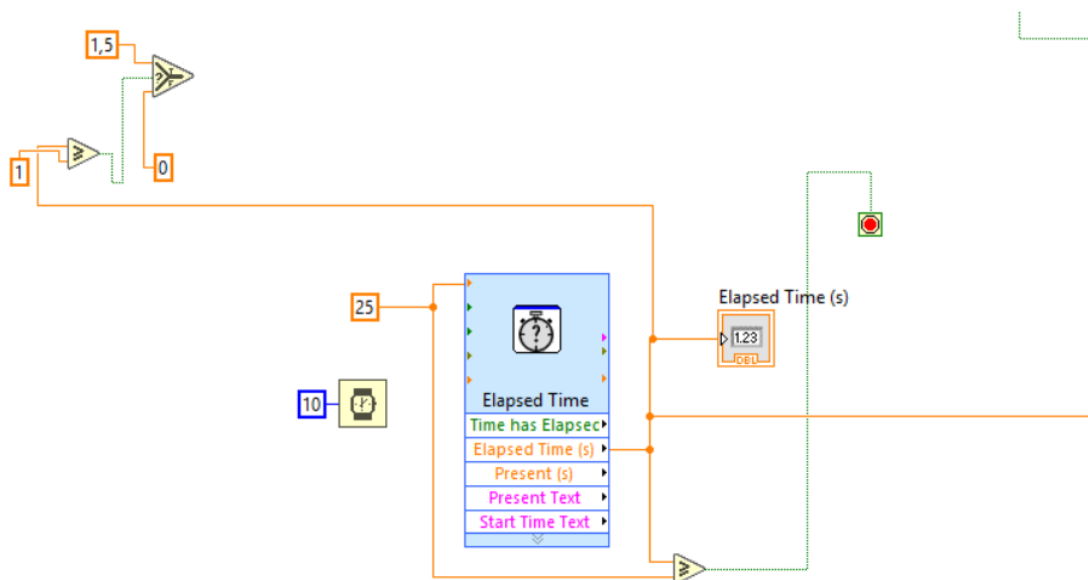 1,5
?
T
F
≥
1
0
25
?
Elapsed Time (s)
1.23
DBL
10
Elapsed Time
Time has Elapsec
Elapsed Time (s)
Present (s)
Present Text
Start Time Text
≥